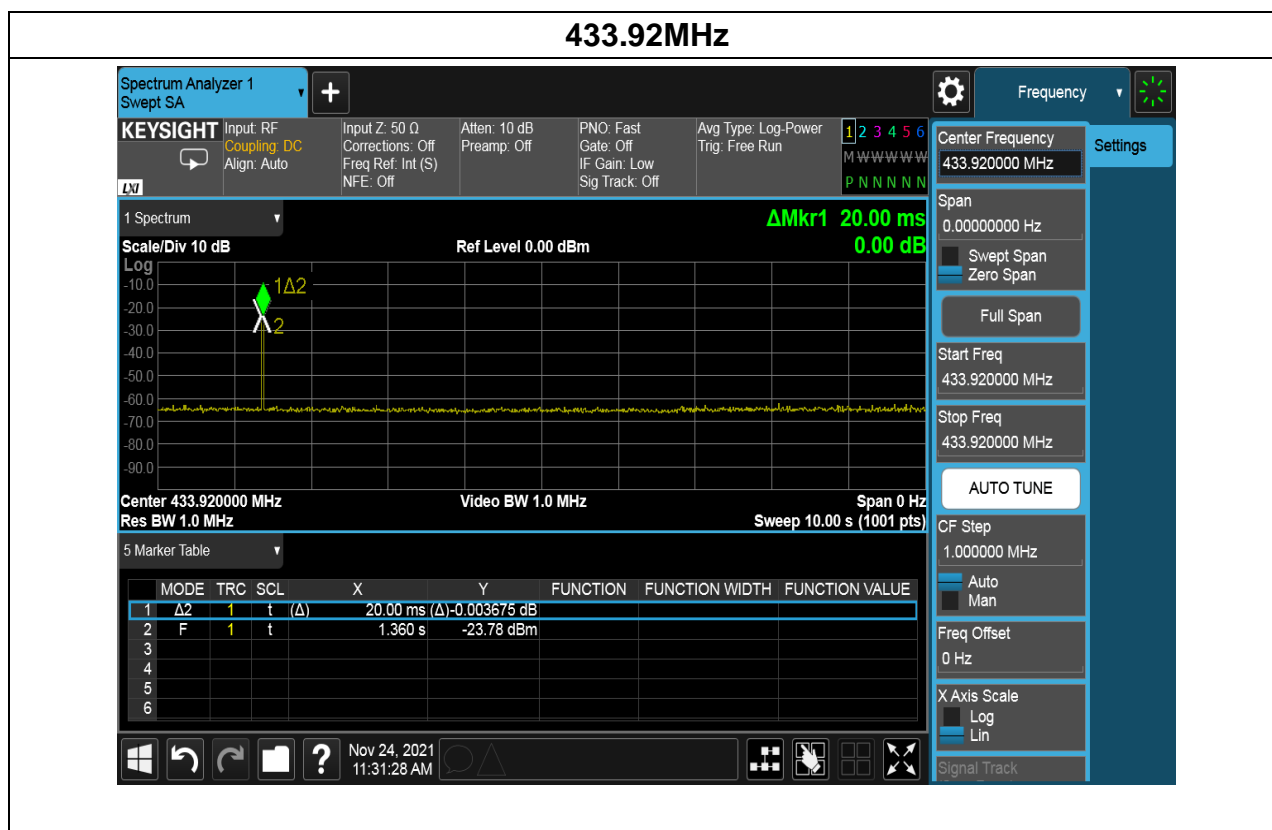 433.92MHz
Spectrum Analyzer 1
Swept SA
Frequency
KEYSIGHT
LXI
Input: RF
Coupling: DC
Align: Auto
Input Z: 50 Ω
Corrections: Off
Freq Ref: Int (S)
NFE: Off
Atten: 10 dB
Preamp: Off
PNO: Fast
Gate: Off
IF Gain: Low
Sig Track: Off
Avg Type: Log-Power
Trig: Free Run
1 2 3 4 5 6
M W W W W W
P N N N N N
1 Spectrum
ΔMkr1 20.00 ms
0.00 dB
Scale/Div 10 dB
Ref Level 0.00 dBm
Log
-10.0
-20.0
-30.0
-40.0
-50.0
-60.0
-70.0
-80.0
-90.0
1Δ2
2
Center 433.920000 MHz
Video BW 1.0 MHz
Span 0 Hz
Res BW 1.0 MHz
Sweep 10.00 s (1001 pts)
5 Marker Table
MODE TRC SCL X Y FUNCTION FUNCTION WIDTH FUNCTION VALUE
1 Δ2 1 t (Δ) 20.00 ms (Δ) -0.003675 dB
2 F 1 t 1.360 s -23.78 dBm
3
4
5
6
Nov 24, 2021
11:31:28 AM
?
Center Frequency
433.920000 MHz
Settings
Span
0.00000000 Hz
Swept Span
Zero Span
Full Span
Start Freq
433.920000 MHz
Stop Freq
433.920000 MHz
AUTO TUNE
CF Step
1.000000 MHz
Auto
Man
Freq Offset
0 Hz
X Axis Scale
Log
Lin
Signal Track